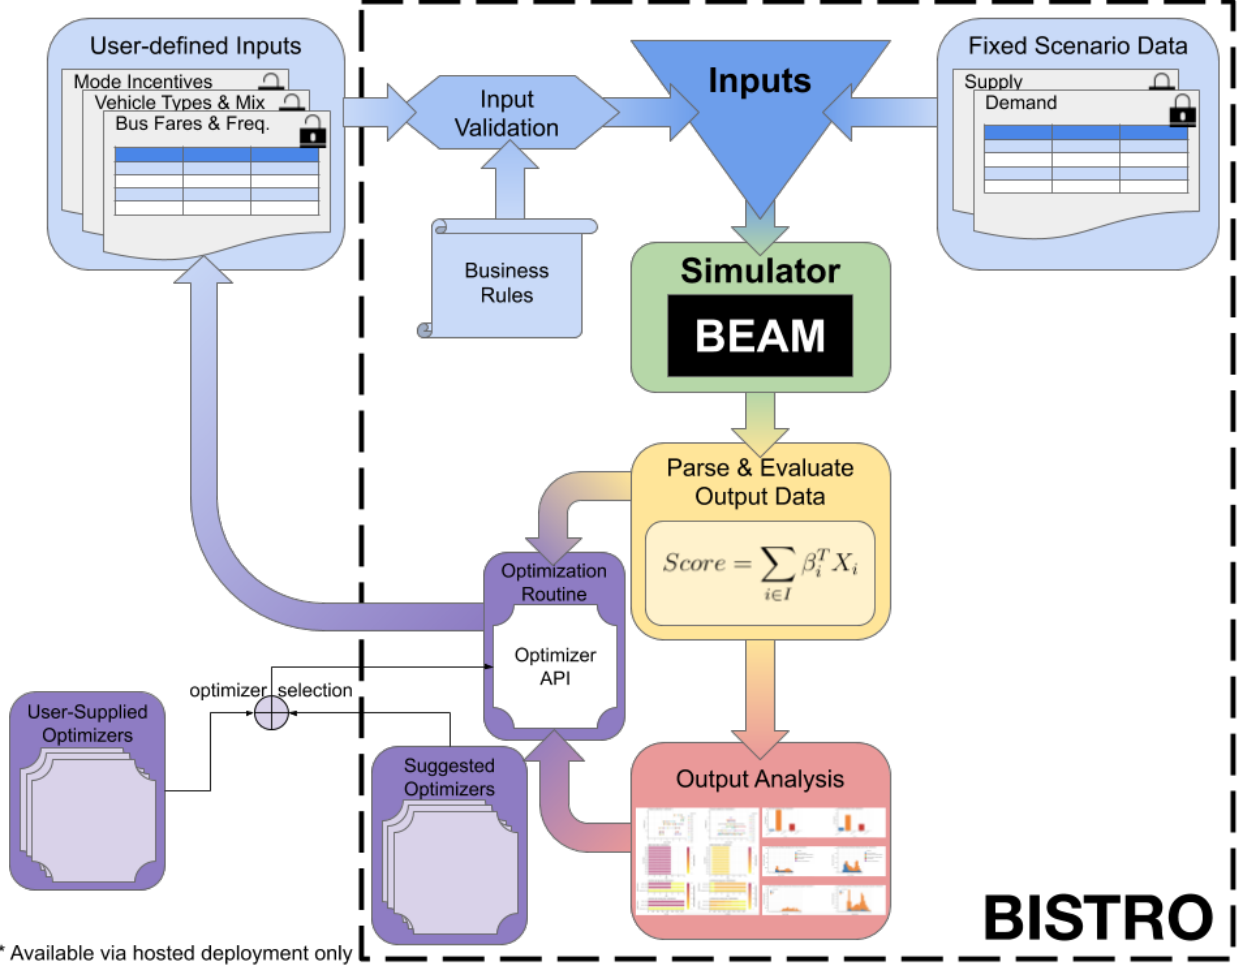 User-defined Inputs
Mode Incentives
Vehicle Types & Mix
Bus Fares & Freq.
Input
Validation
Business
Rules
Inputs
Fixed Scenario Data
Supply
Demand
Simulator
BEAM
Parse & Evaluate
Output Data
Score = ∑ i∈I β_i^T X_i
Optimization
Routine
Optimizer
API
optimizer selection
User-Supplied
Optimizers
Suggested
Optimizers
Output Analysis
BISTRO
* Available via hosted deployment only